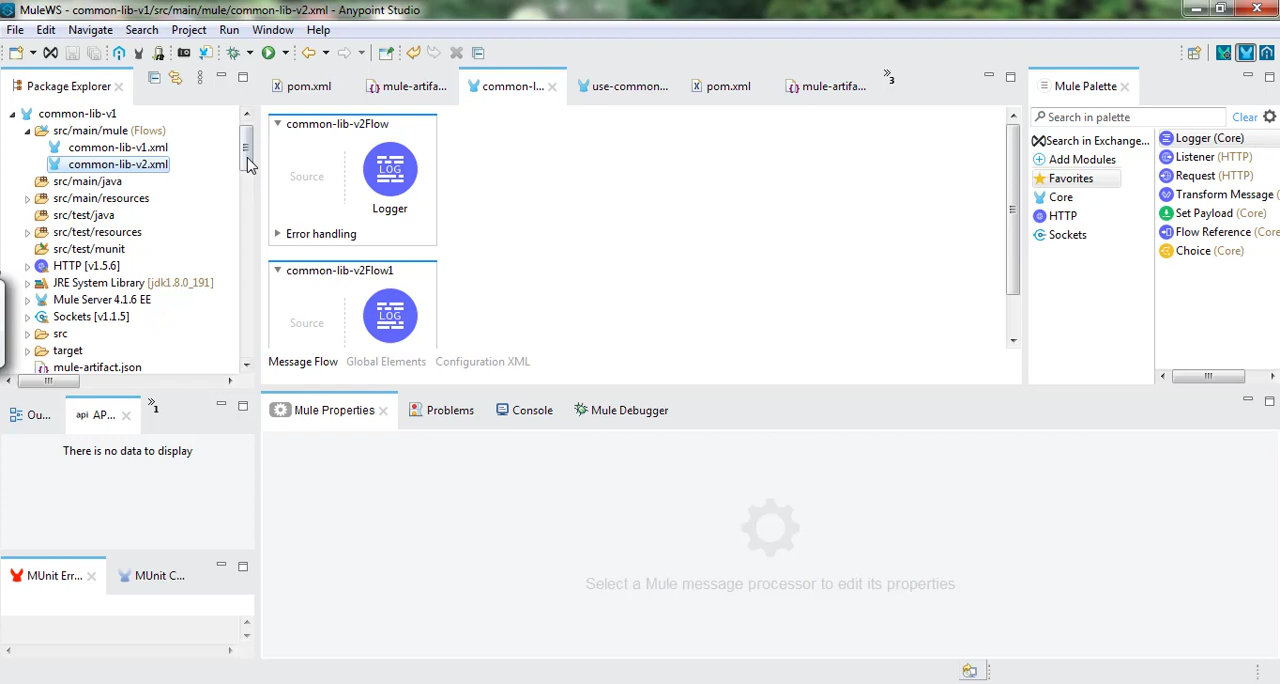 MuleWS - common-lib-v1/src/main/mule/common-lib-v2.xml - Anypoint Studio
File Edit Navigate Search Project Run Window Help
Package Explorer
common-lib-v1
src/main/mule (Flows)
common-lib-v1.xml
common-lib-v2.xml
src/main/java
src/main/resources
src/test/java
src/test/resources
src/test/munit
HTTP [v1.5.6]
JRE System Library [jdk1.8.0_191]
Mule Server 4.1.6 EE
Sockets [v1.1.5]
src
target
mule-artifact.json
pom.xml mule-artifa... common-l... use-common... pom.xml mule-artifa... 3
common-lib-v2Flow
Source
LOG
Logger
Error handling
common-lib-v2Flow1
Source
LOG
Message Flow Global Elements Configuration XML
Mule Palette
Search in palette Clear
Search in Exchange...
Add Modules
Favorites
Core
HTTP
Sockets
Logger (Core)
Listener (HTTP)
Request (HTTP)
Transform Message
Set Payload (Core)
Flow Reference (Core
Choice (Core)
Ou... api AP... 1
There is no data to display
MUnit Err... MUnit C...
Mule Properties Problems Console Mule Debugger
Select a Mule message processor to edit its properties